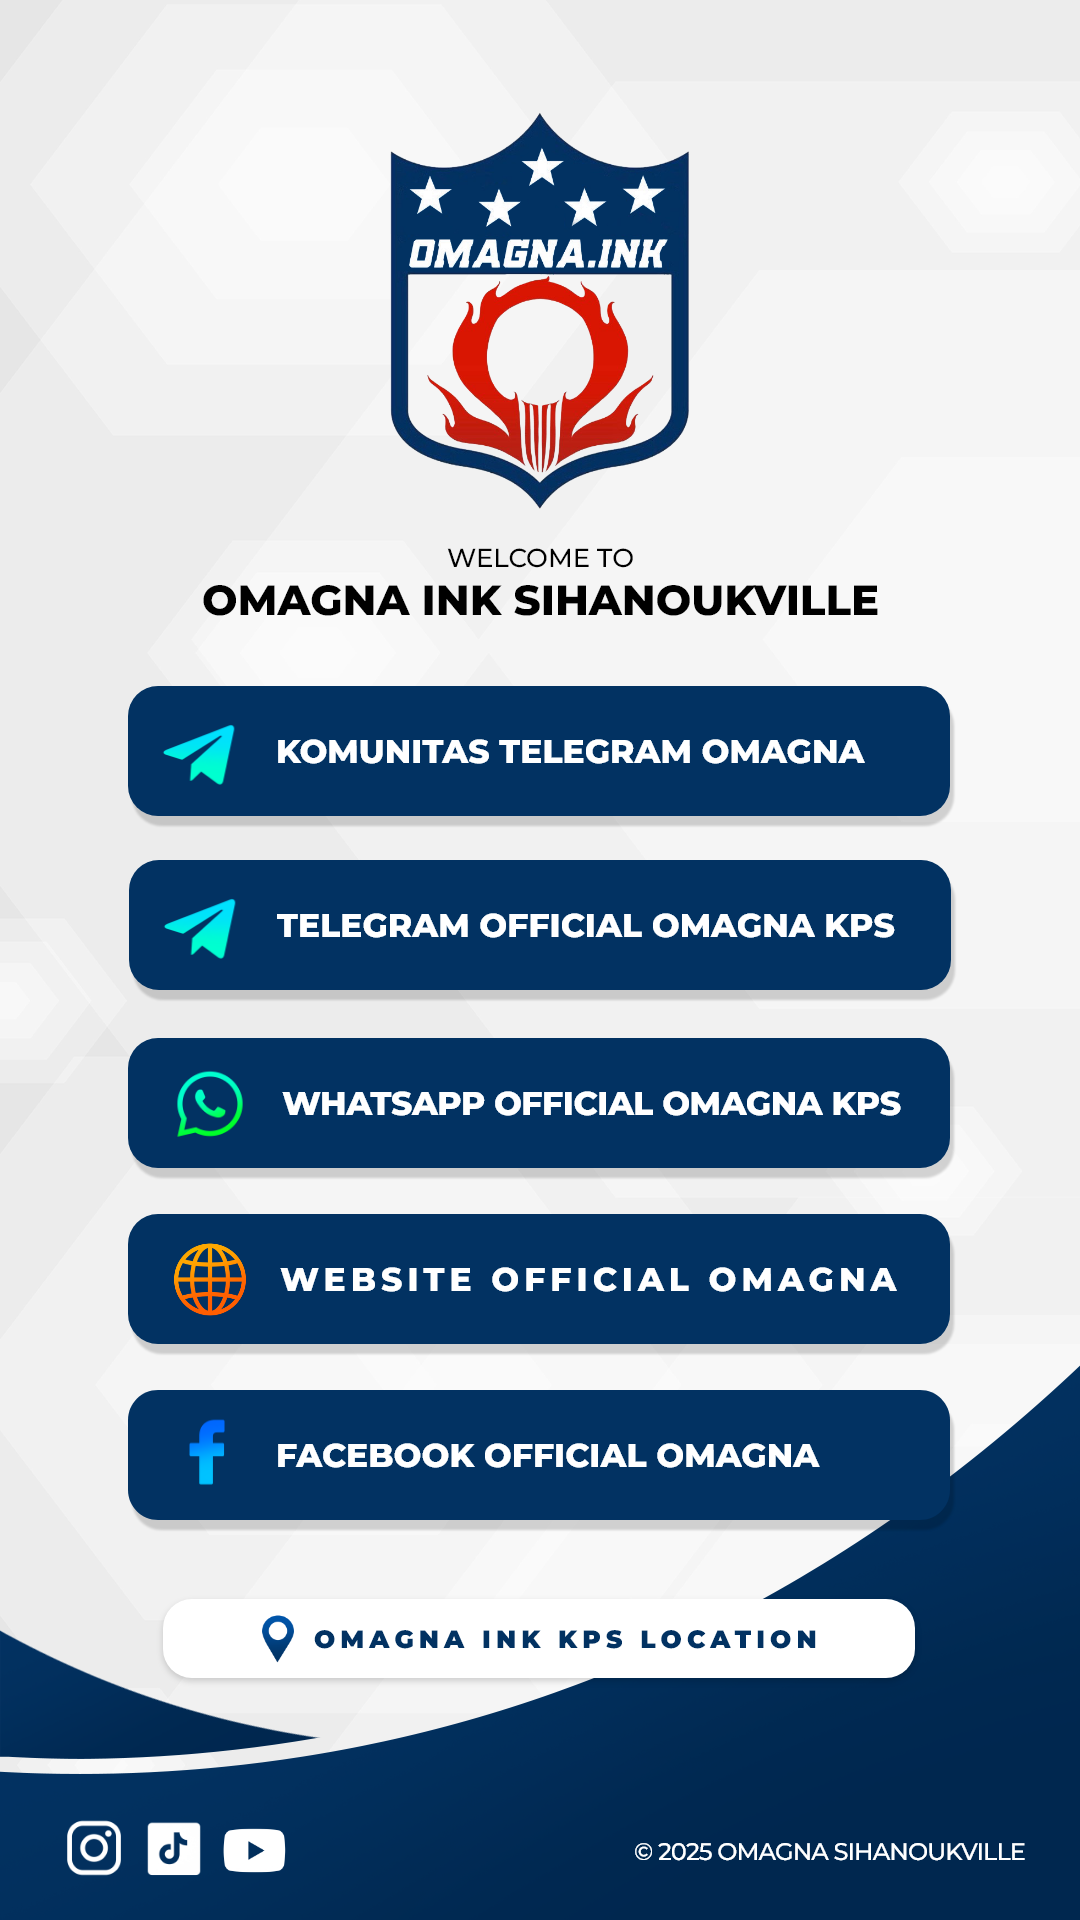 OMAGNA.INK
WELCOME TO
OMAGNA INK SIHANOUKVILLE
KOMUNITAS TELEGRAM OMAGNA
TELEGRAM OFFICIAL OMAGNA KPS
WHATSAPP OFFICIAL OMAGNA KPS
WEBSITE OFFICIAL OMAGNA
FACEBOOK OFFICIAL OMAGNA
OMAGNA INK KPS LOCATION
© 2025 OMAGNA SIHANOUKVILLE